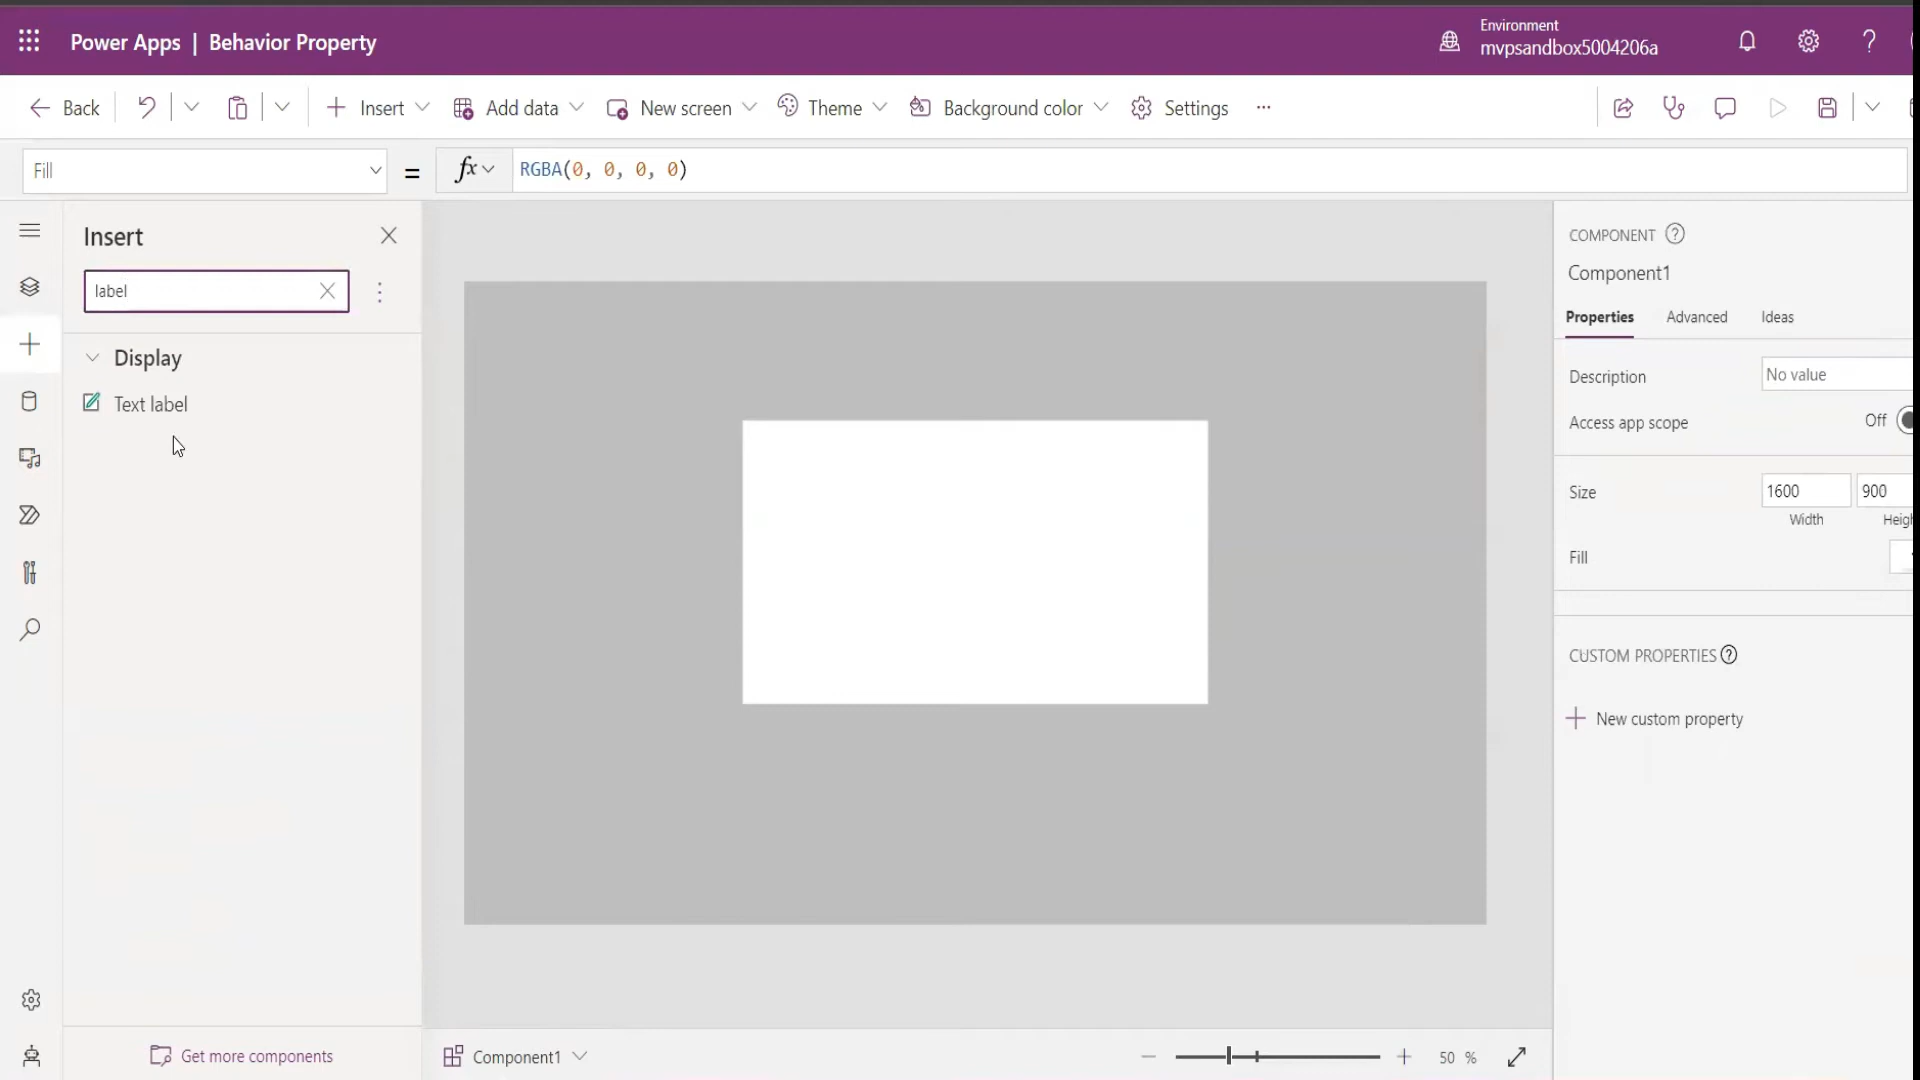 Power Apps | Behavior Property
Environment
mvpsandbox5004206a
?
Back
Insert
Add data
New screen
Theme
Background color
Settings
...
Fill
=
fx
RGBA(0, 0, 0, 0)
Insert
label
Display
Text label
Get more components
COMPONENT ?
Component1
Properties
Advanced
Ideas
Description
No value
Access app scope
Off
Size
1600
900
Width
Heigh
Fill
CUSTOM PROPERTIES ?
New custom property
Component1
50 %